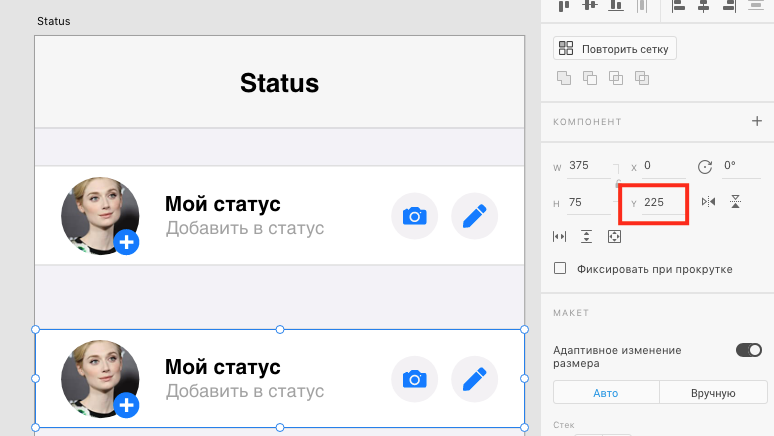 Status
Status
Мой статус
Добавить в статус
Мой статус
Добавить в статус
Повторить сетку
КОМПОНЕНТ
W 375 X 0 0°
H 75 Y 225
Фиксировать при прокрутке
МАКЕТ
Адаптивное изменение
размера
Авто Вручную
Стек